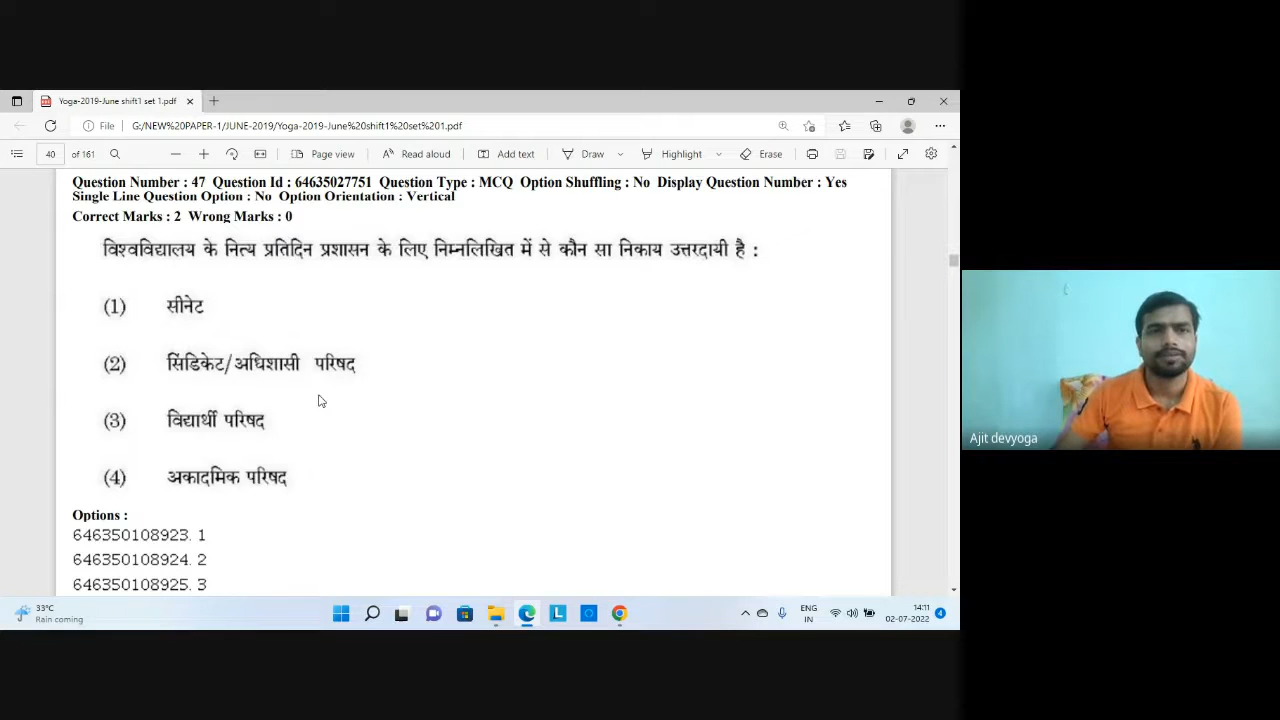 Yoga-2019-June shift1 set 1.pdf
File G:/NEW%20PAPER-1/JUNE-2019/Yoga-2019-June%20shift1%20set%201.pdf
40 of 161 Page view Read aloud Add text Draw Highlight Erase
Question Number : 47 Question Id : 64635027751 Question Type : MCQ Option Shuffling : No Display Question Number : Yes
Single Line Question Option : No Option Orientation : Vertical
Correct Marks : 2 Wrong Marks : 0
विश्वविद्यालय के नित्य प्रतिदिन प्रशासन के लिए निम्नलिखित में से कौन सा निकाय उत्तरदायी है :
(1) सीनेट
(2) सिंडिकेट/अधिशासी परिषद
(3) विद्यार्थी परिषद
(4) अकादमिक परिषद
Options :
646350108923. 1
646350108924. 2
646350108925. 3
Ajit devyoga
33°C
Rain coming
ENG
IN
14:11
02-07-2022
4